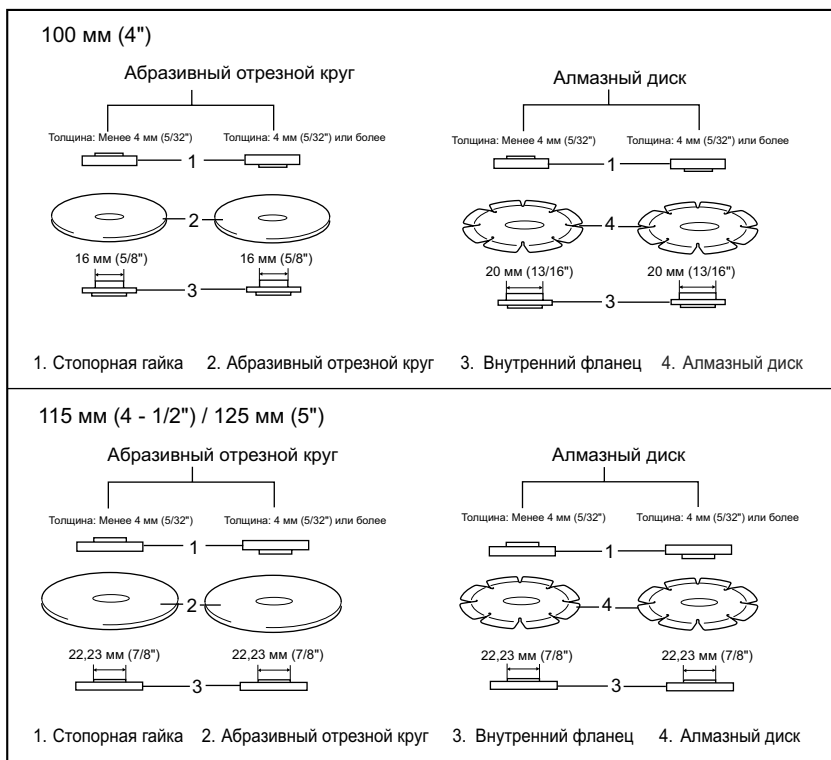 100 мм (4")
Абразивный отрезной круг
Алмазный диск
Толщина: Менее 4 мм (5/32") Толщина: 4 мм (5/32") или более
Толщина: Менее 4 мм (5/32") Толщина: 4 мм (5/32") или более
1
1
2
4
16 мм (5/8") 16 мм (5/8")
20 мм (13/16") 20 мм (13/16")
3
3
1. Стопорная гайка 2. Абразивный отрезной круг 3. Внутренний фланец 4. Алмазный диск
115 мм (4 - 1/2") / 125 мм (5")
Абразивный отрезной круг
Алмазный диск
Толщина: Менее 4 мм (5/32") Толщина: 4 мм (5/32") или более
Толщина: Менее 4 мм (5/32") Толщина: 4 мм (5/32") или более
1
1
2
4
22,23 мм (7/8") 22,23 мм (7/8")
22,23 мм (7/8") 22,23 мм (7/8")
3
3
1. Стопорная гайка 2. Абразивный отрезной круг 3. Внутренний фланец 4. Алмазный диск